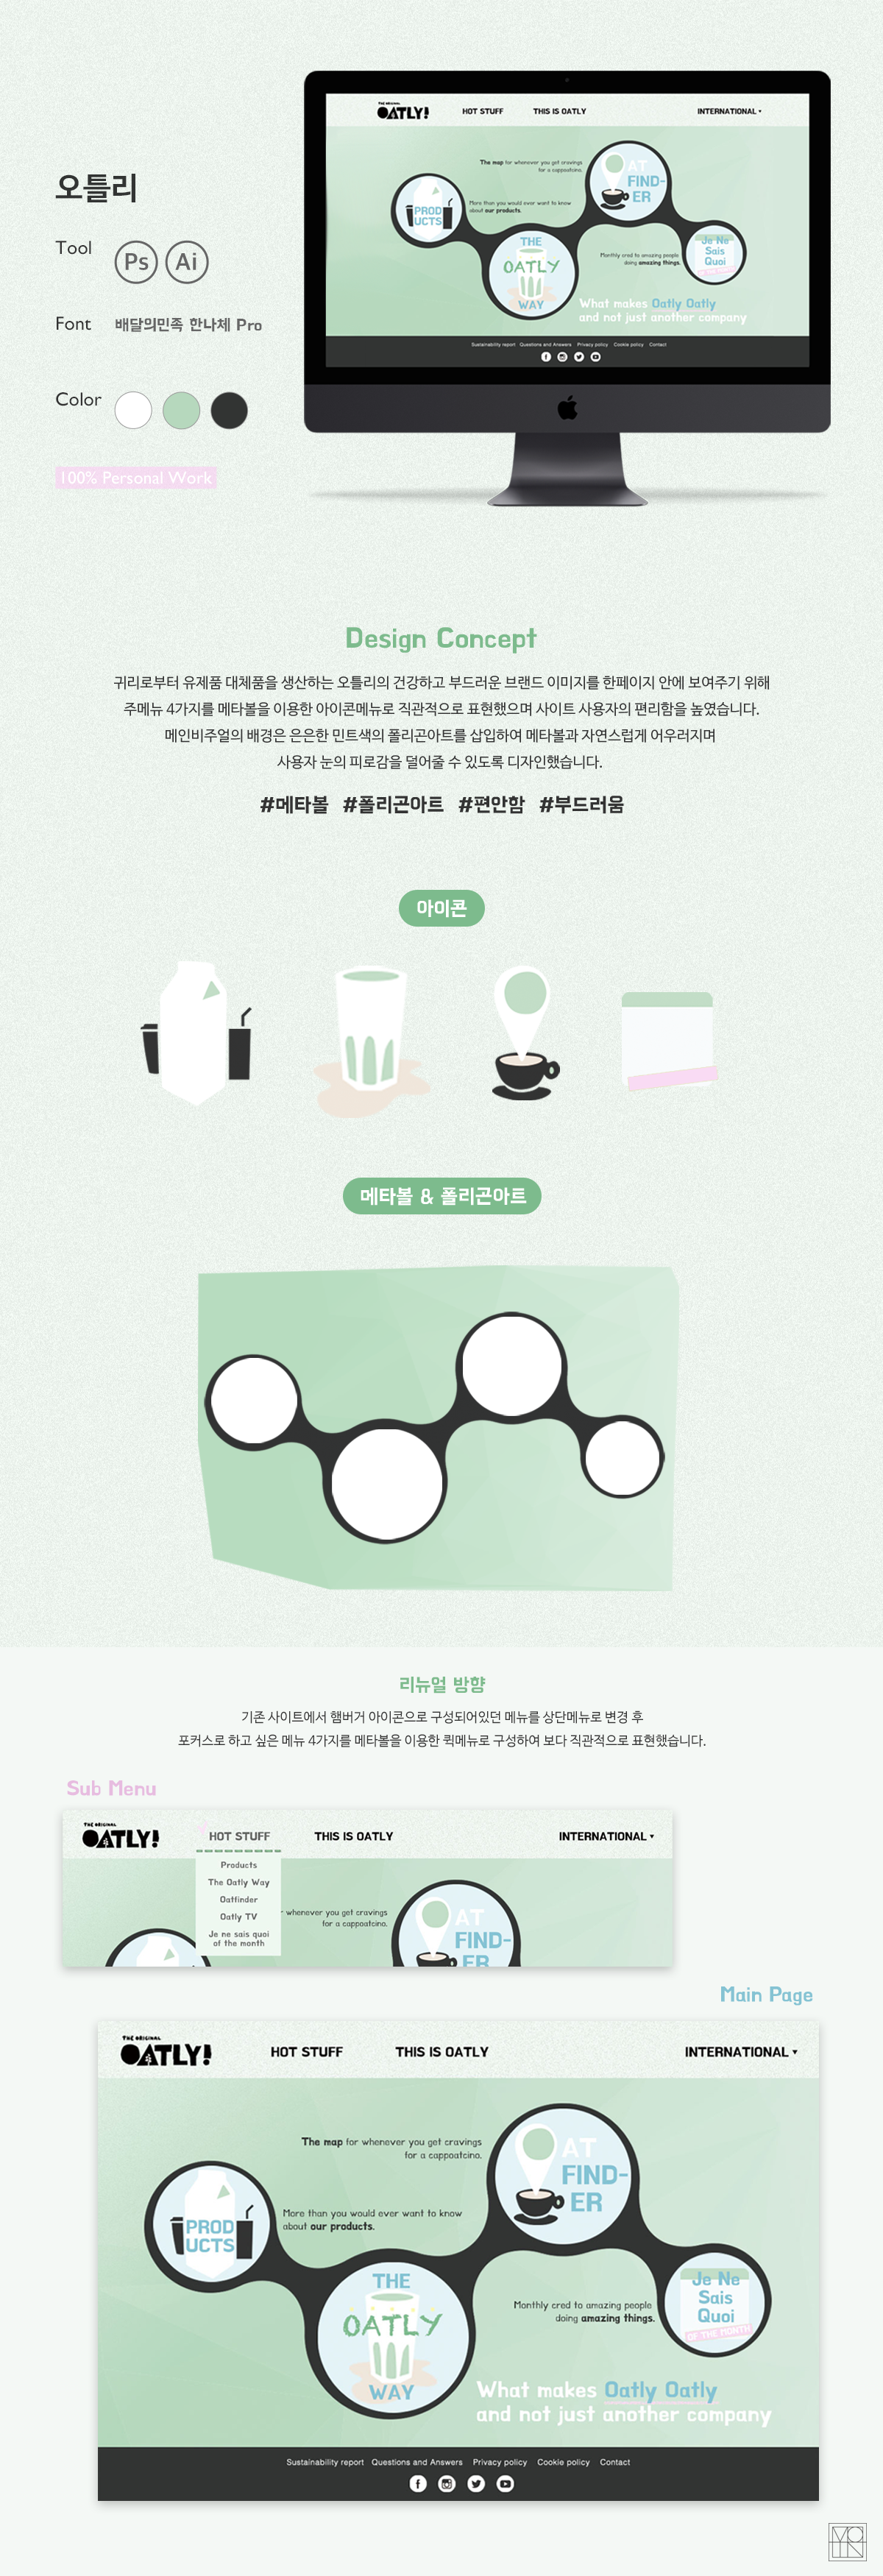 오틀리
Tool
Ps Ai
Font
배달의민족 한나체 Pro
Color
100% Personal Work
THE ORIGINAL
OATLY!
HOT STUFF
THIS IS OATLY
INTERNATIONAL
The map for whenever you get cravings
for a cappoatcino.
AT
FIND-
ER
PROD
UCTS
More than you would ever want to know
about our products.
THE
OATLY
WAY
Monthly cred to amazing people
doing amazing things.
Je Ne
Sais
Quoi
OF THE MONTH
What makes Oatly Oatly
and not just another company
Sustainability report Questions and Answers Privacy policy Cookie policy Contact
Design Concept
귀리로부터 유제품 대체품을 생산하는 오틀리의 건강하고 부드러운 브랜드 이미지를 한페이지 안에 보여주기 위해
주메뉴 4가지를 메타볼을 이용한 아이콘메뉴로 직관적으로 표현했으며 사이트 사용자의 편리함을 높였습니다.
메인비주얼의 배경은 은은한 민트색의 폴리곤아트를 삽입하여 메타볼과 자연스럽게 어우러지며
사용자 눈의 피로감을 덜어줄 수 있도록 디자인했습니다.
#메타볼 #폴리곤아트 #편안함 #부드러움
아이콘
메타볼 & 폴리곤아트
리뉴얼 방향
기존 사이트에서 햄버거 아이콘으로 구성되어있던 메뉴를 상단메뉴로 변경 후
포커스로 하고 싶은 메뉴 4가지를 메타볼을 이용한 퀵메뉴로 구성하여 보다 직관적으로 표현했습니다.
Sub Menu
THE ORIGINAL
OATLY!
HOT STUFF
THIS IS OATLY
INTERNATIONAL
Products
The Oatly Way
Oatfinder
Oatly TV
Je ne sais quoi
of the month
r whenever you get cravings
for a cappoatcino.
AT
FIND-
ER
Main Page
THE ORIGINAL
OATLY!
HOT STUFF
THIS IS OATLY
INTERNATIONAL
The map for whenever you get cravings
for a cappoatcino.
AT
FIND-
ER
PROD
UCTS
More than you would ever want to know
about our products.
THE
OATLY
WAY
Monthly cred to amazing people
doing amazing things.
Je Ne
Sais
Quoi
OF THE MONTH
What makes Oatly Oatly
and not just another company
Sustainability report Questions and Answers Privacy policy Cookie policy Contact